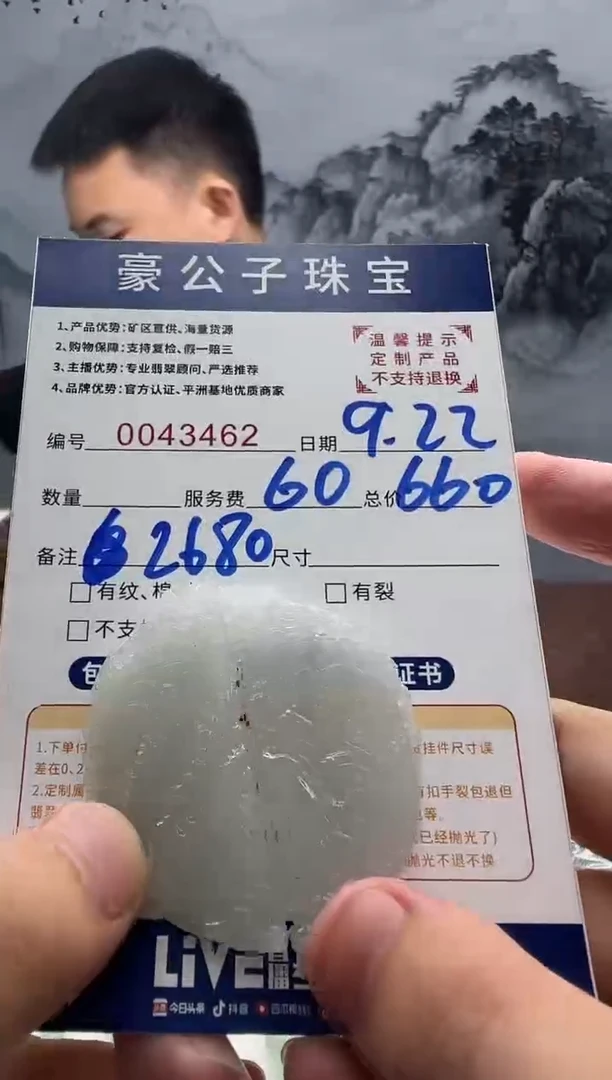 豪公子珠宝
1、产品优势:矿区直供、海量货源
2、购物保障:支持复检、假一赔三
3、主播优势:专业翡翠顾问、严选推荐
4、品牌优势:官方认证、平洲基地优质商家
温馨提示
定制产品
不支持退换
编号 0043462 日期 9.22
数量 服务费 60 总价 660
备注 2680 尺寸
□有纹、棉 □有裂
□不支
包 证书
1.下单付 挂件尺寸误
差在0、2
2.定制属 有扣手裂包退但
等。
已经抛光了)
抛光不退不换
LiVE
今日头条 抖音